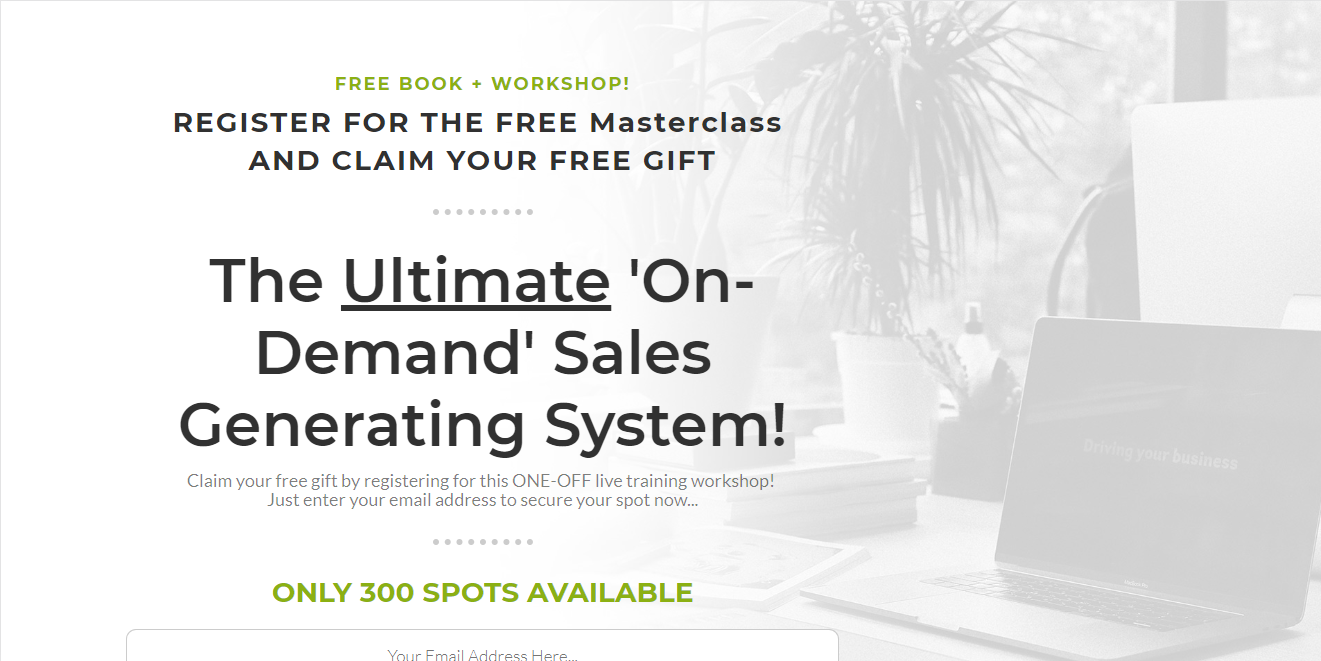 FREE BOOK + WORKSHOP!
REGISTER FOR THE FREE Masterclass
AND CLAIM YOUR FREE GIFT
The Ultimate 'On-
Demand' Sales
Generating System!
Claim your free gift by registering for this ONE-OFF live training workshop!
Just enter your email address to secure your spot now...
ONLY 300 SPOTS AVAILABLE
Your Email Address Here...
Driving your business